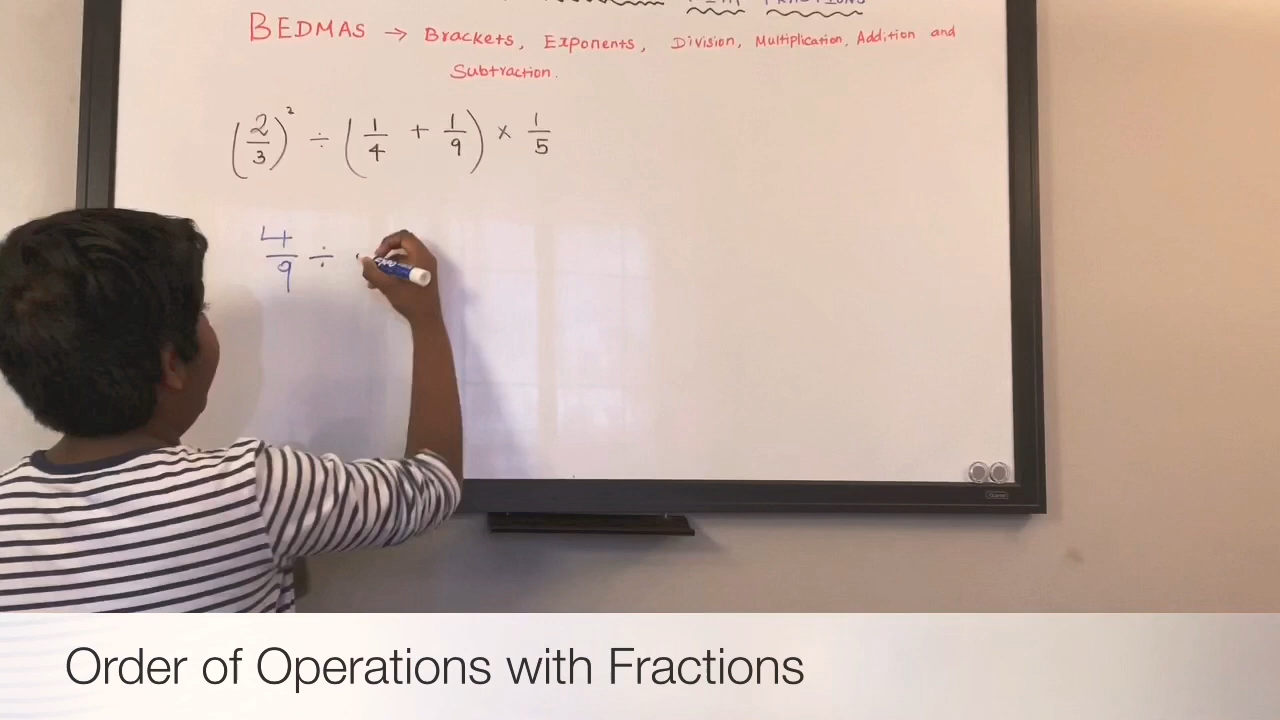 FRACTIONS
BEDMAS → Brackets, Exponents, Division, Multiplication, Addition and
Subtraction.
(2/3)² ÷ (1/4 + 1/9) × 1/5
4/9 ÷
Order of Operations with Fractions